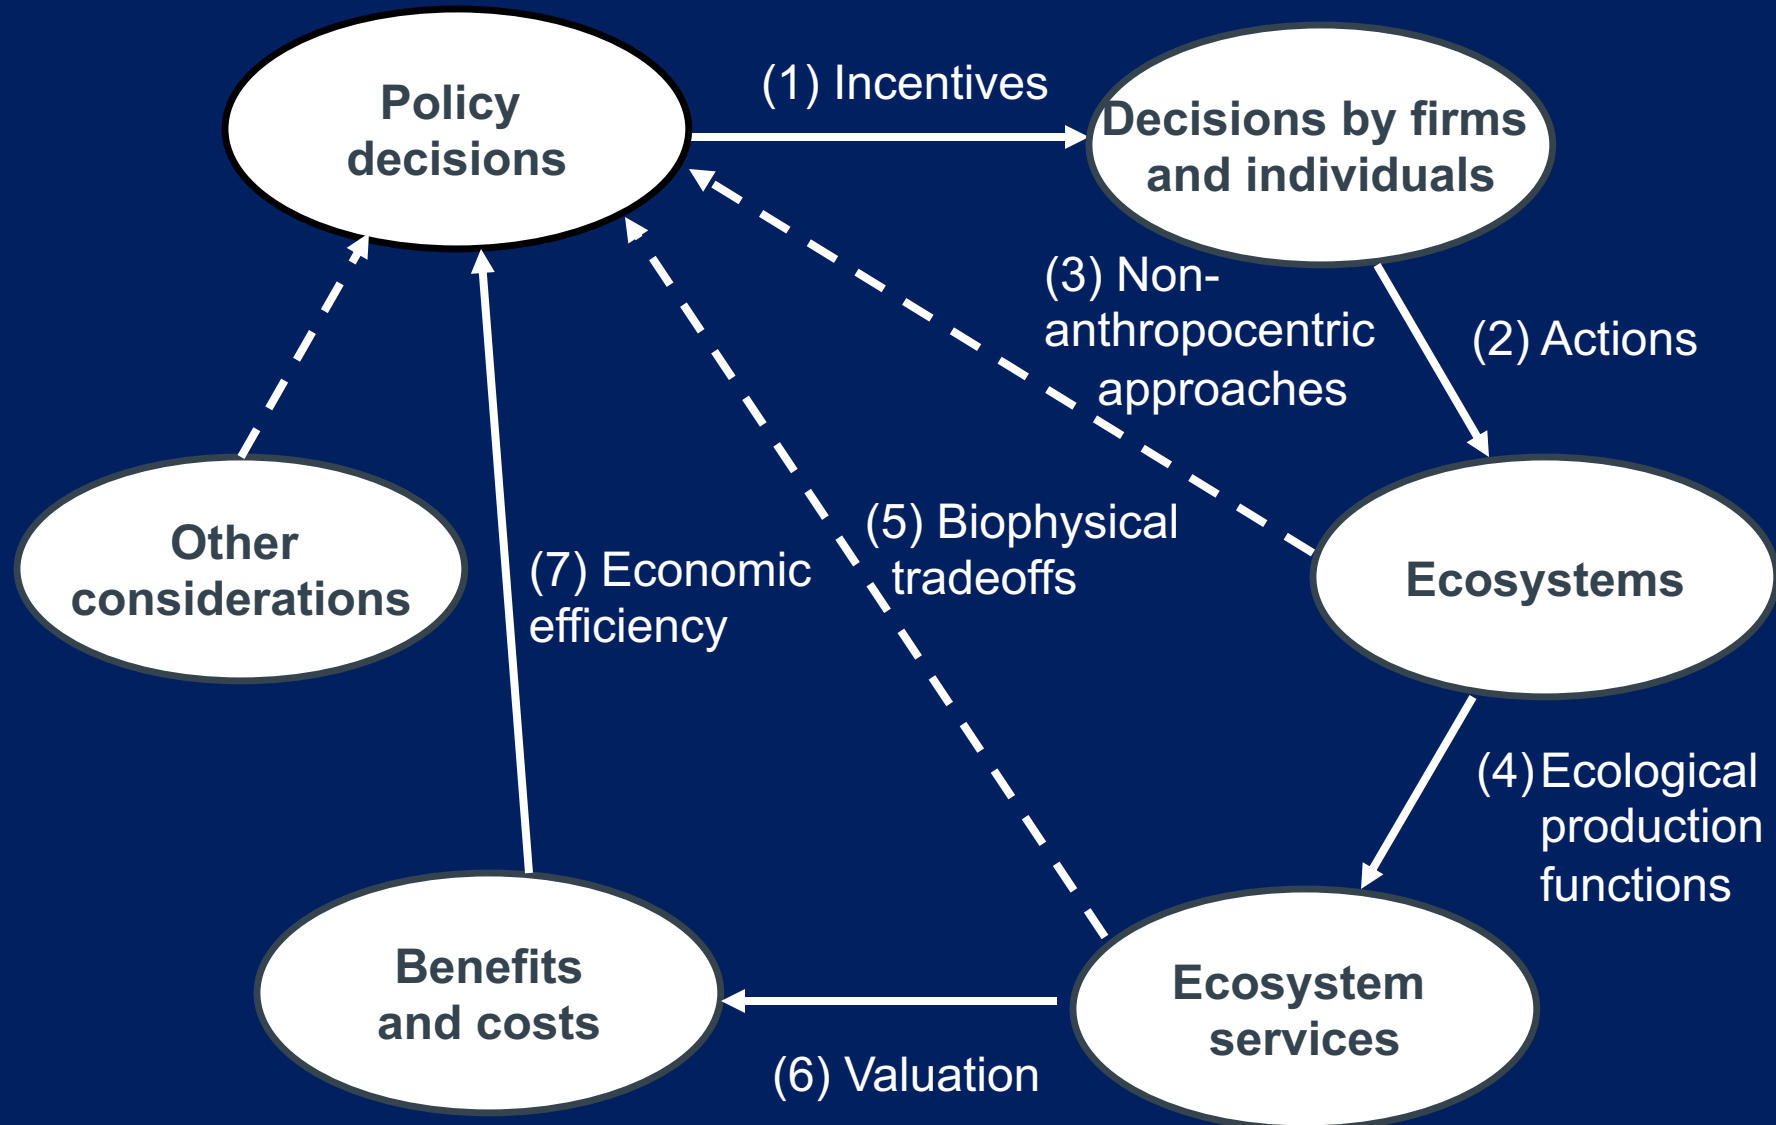 Policy
decisions
(1) Incentives
Decisions by firms
and individuals
(3) Non-
anthropocentric
approaches
(2) Actions
Other
considerations
(7) Economic
efficiency
(5) Biophysical
tradeoffs
Ecosystems
(4) Ecological
production
functions
Benefits
and costs
(6) Valuation
Ecosystem
services